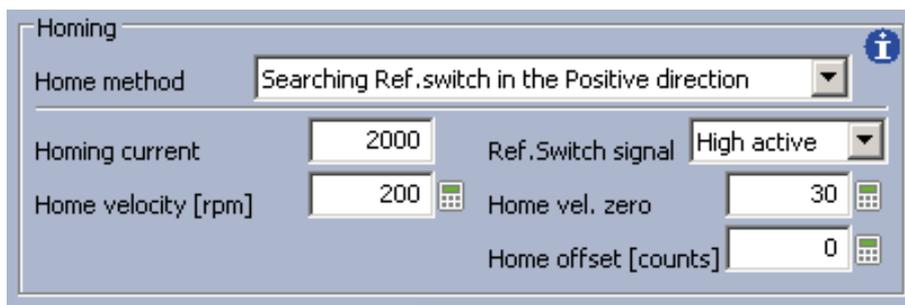 Homing
Home method Searching Ref.switch in the Positive direction
Homing current 2000 Ref.Switch signal High active
Home velocity [rpm] 200 Home vel. zero 30
Home offset [counts] 0